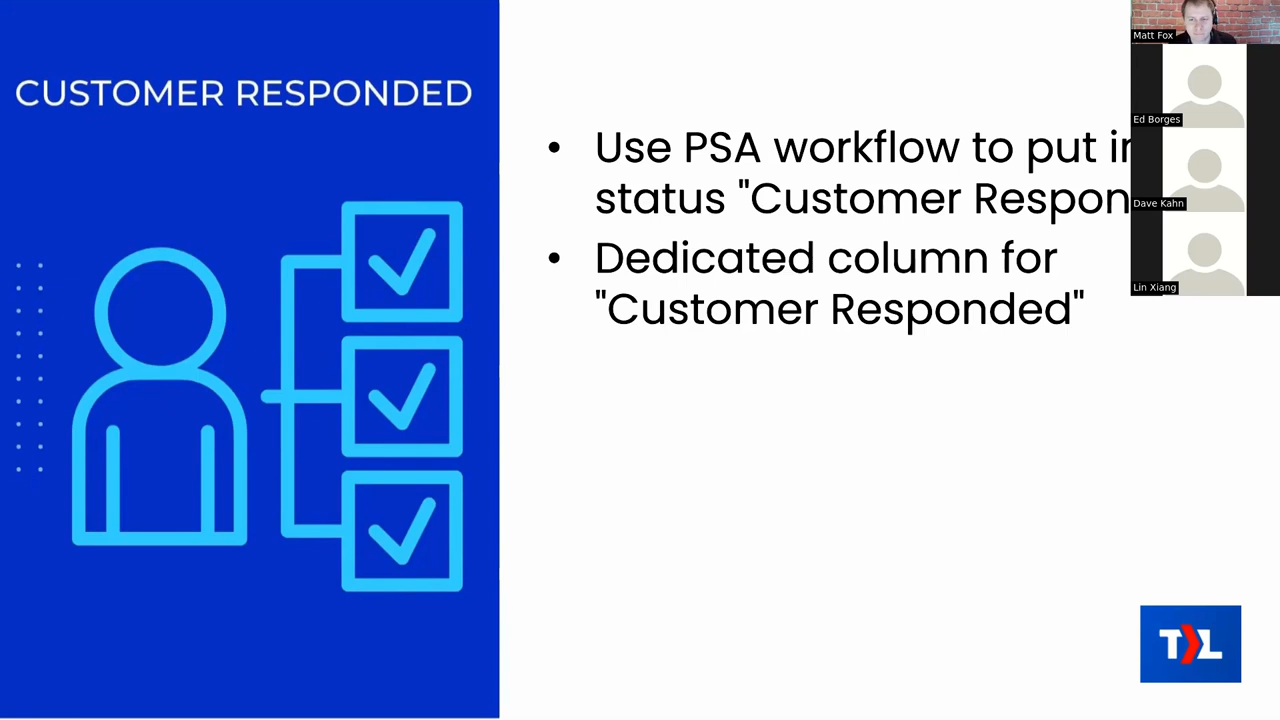 CUSTOMER RESPONDED
• Use PSA workflow to put in
status "Customer Respon
• Dedicated column for
"Customer Responded"
Matt Fox
Ed Borges
Dave Kahn
Lin Xiang
TL